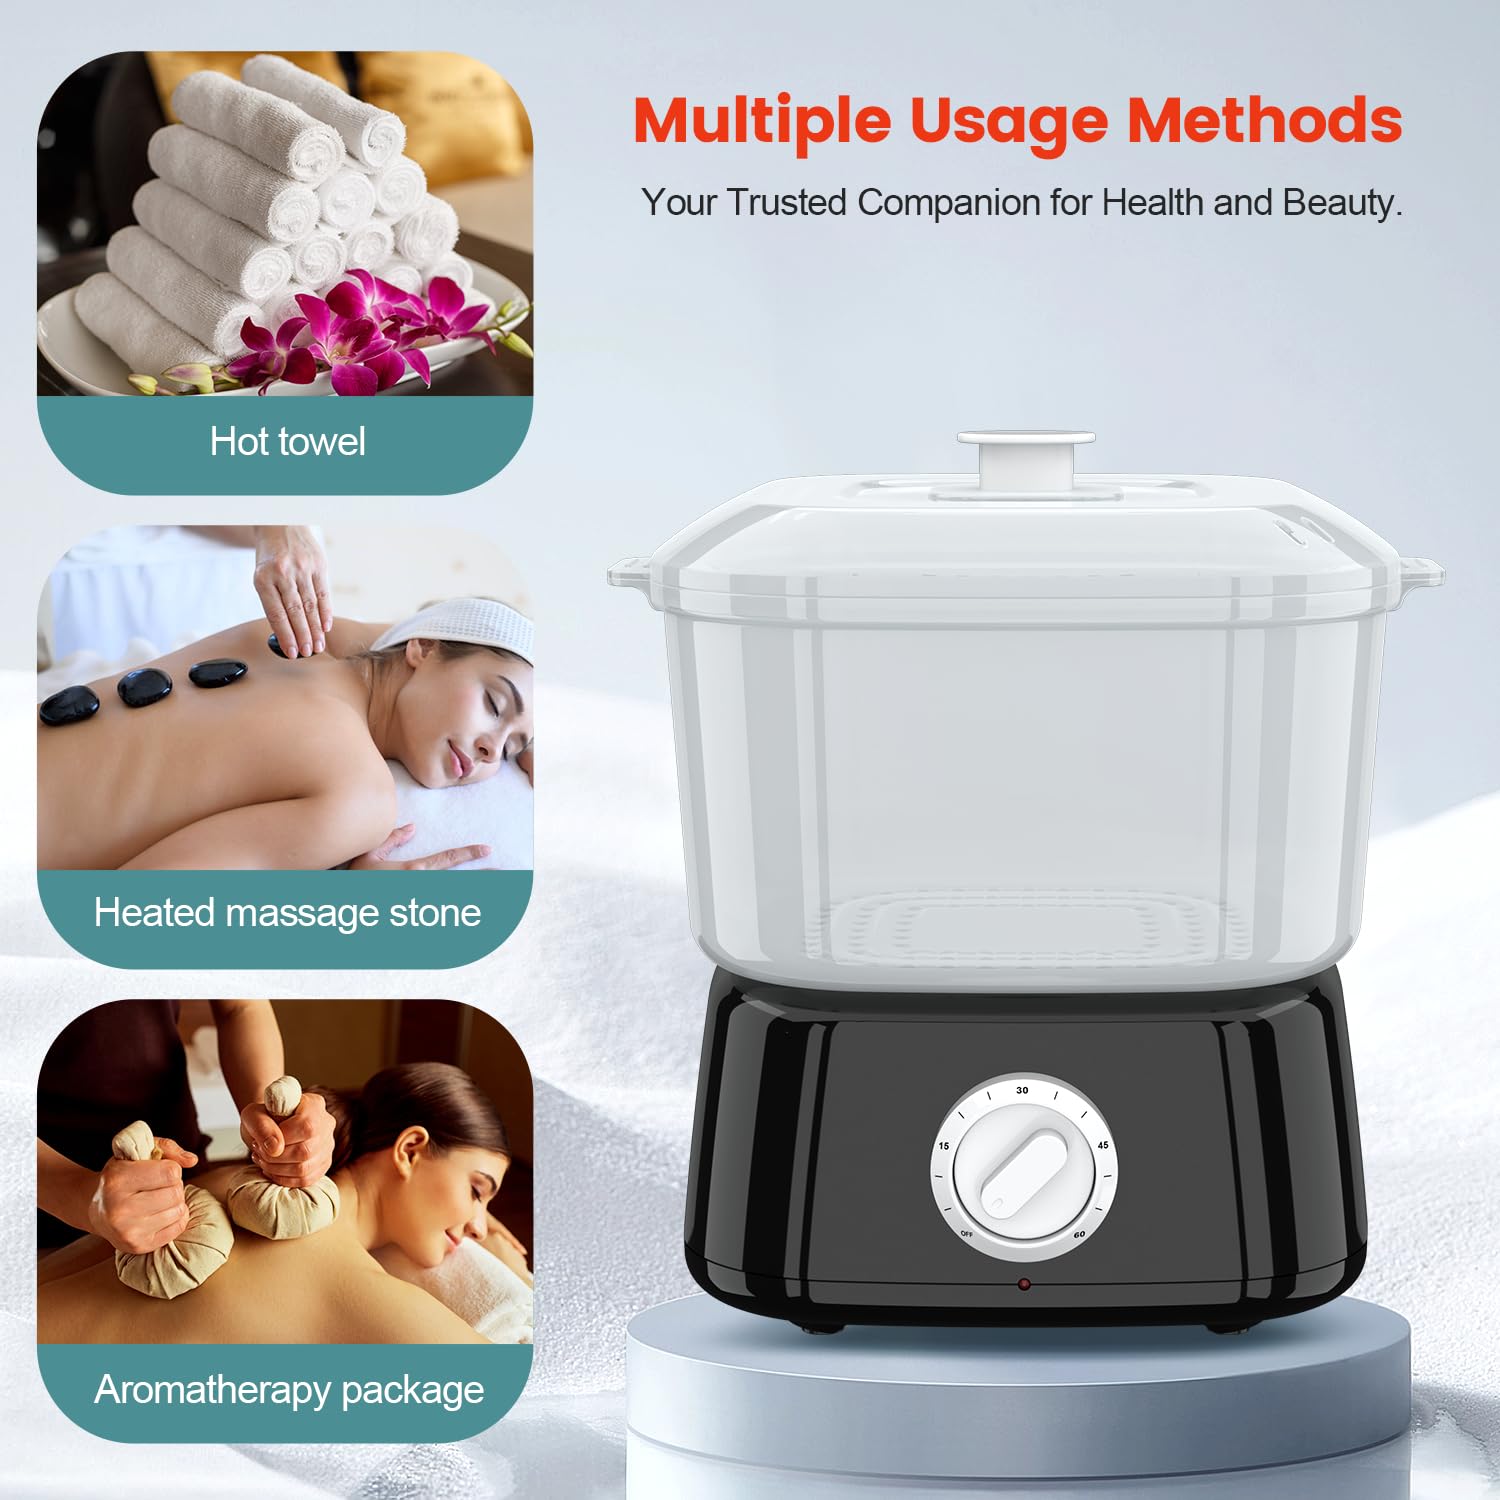 Multiple Usage Methods
Your Trusted Companion for Health and Beauty.
Hot towel
Heated massage stone
Aromatherapy package
30
15
45
OFF
60